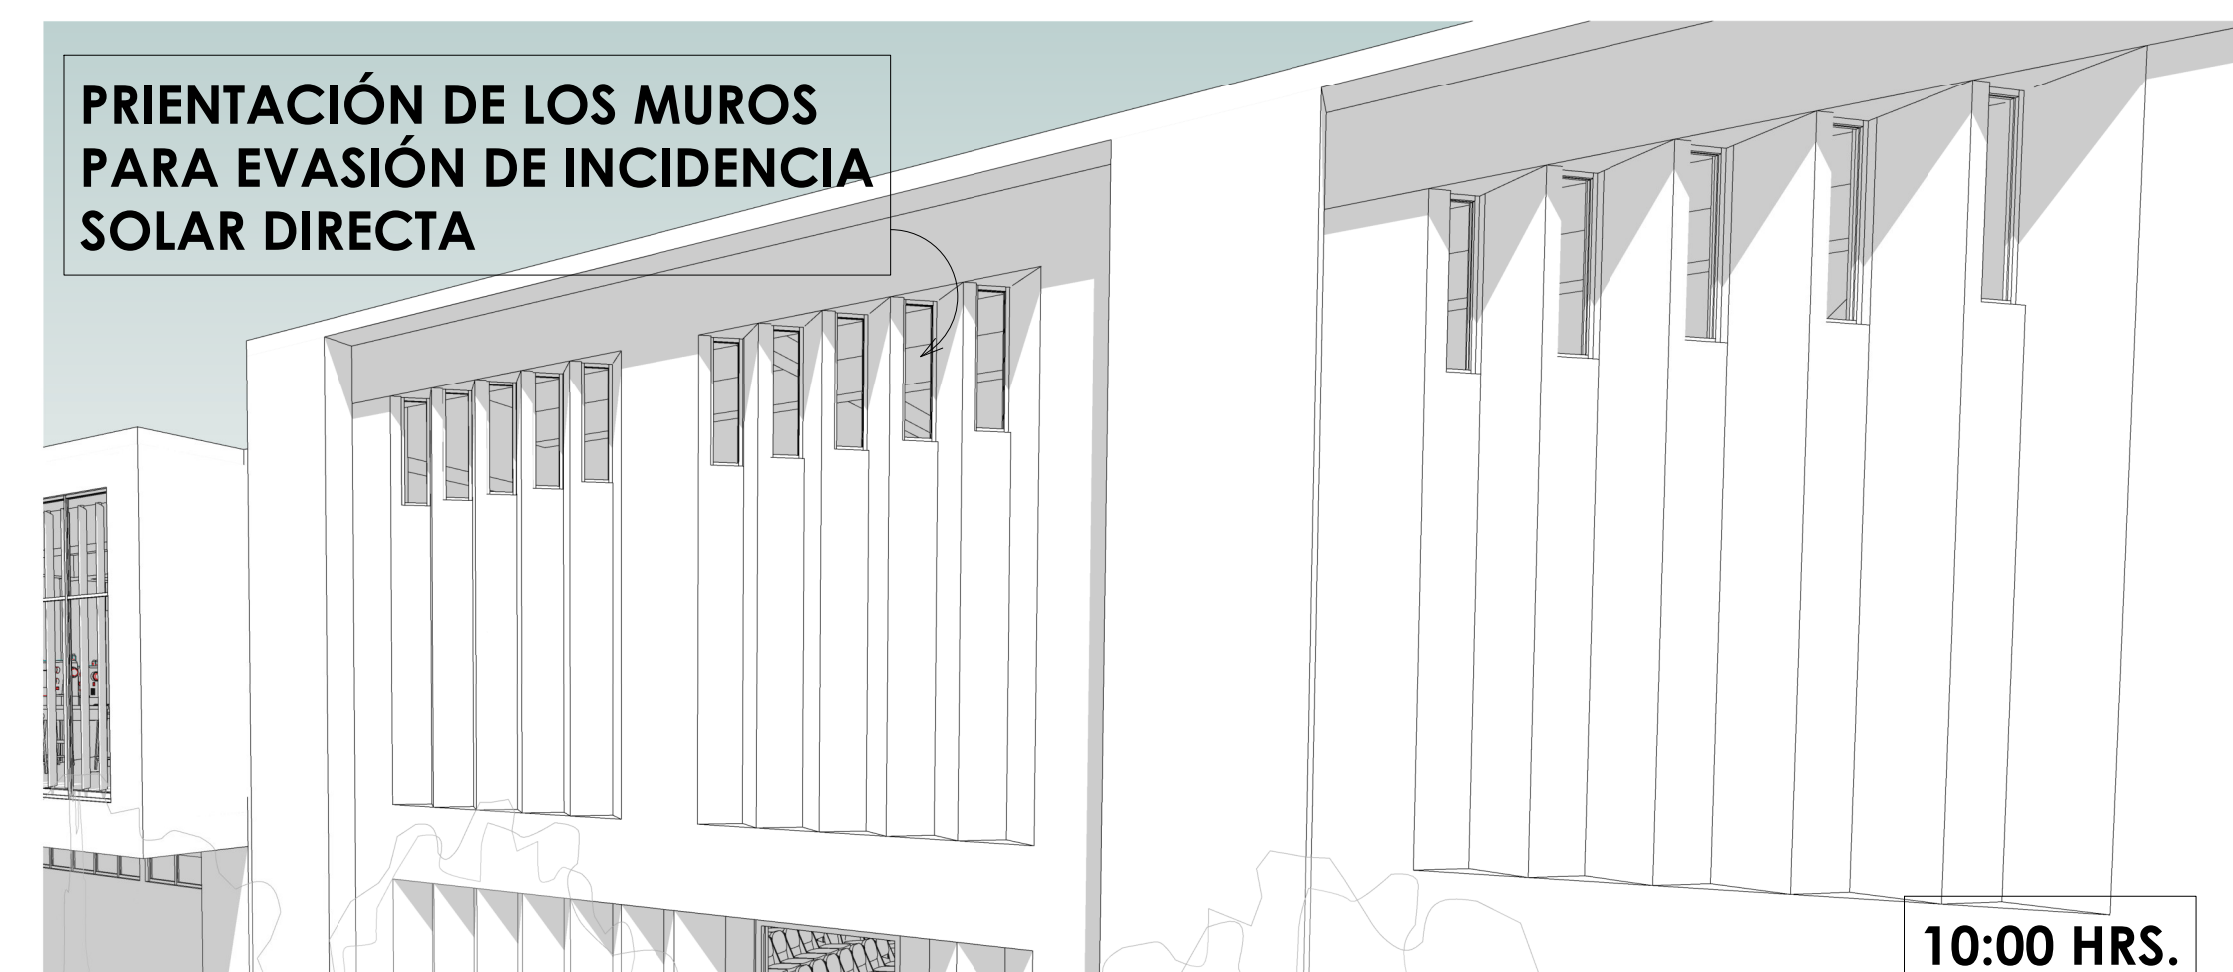 PRIENTACIÓN DE LOS MUROS
PARA EVASIÓN DE INCIDENCIA
SOLAR DIRECTA
10:00 HRS.